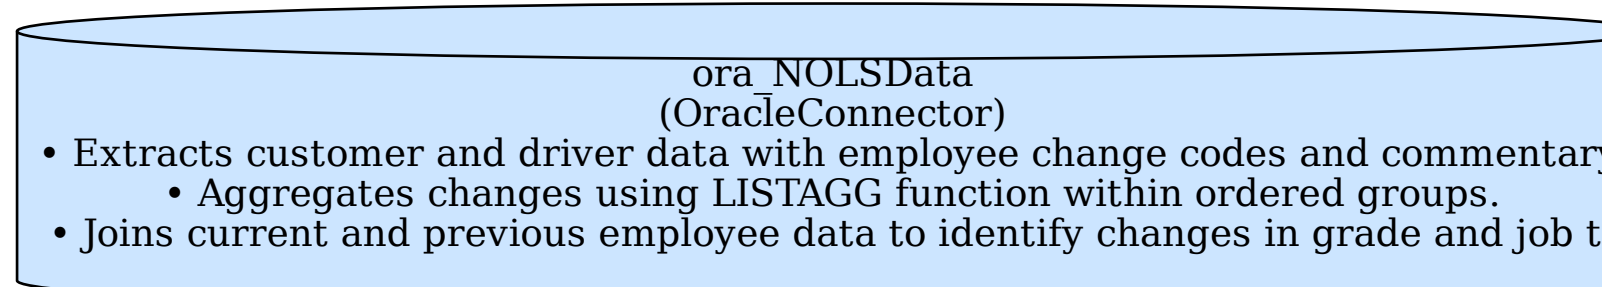 ora_NOLSData
(OracleConnector)
• Extracts customer and driver data with employee change codes and commentary
• Aggregates changes using LISTAGG function within ordered groups.
• Joins current and previous employee data to identify changes in grade and job t